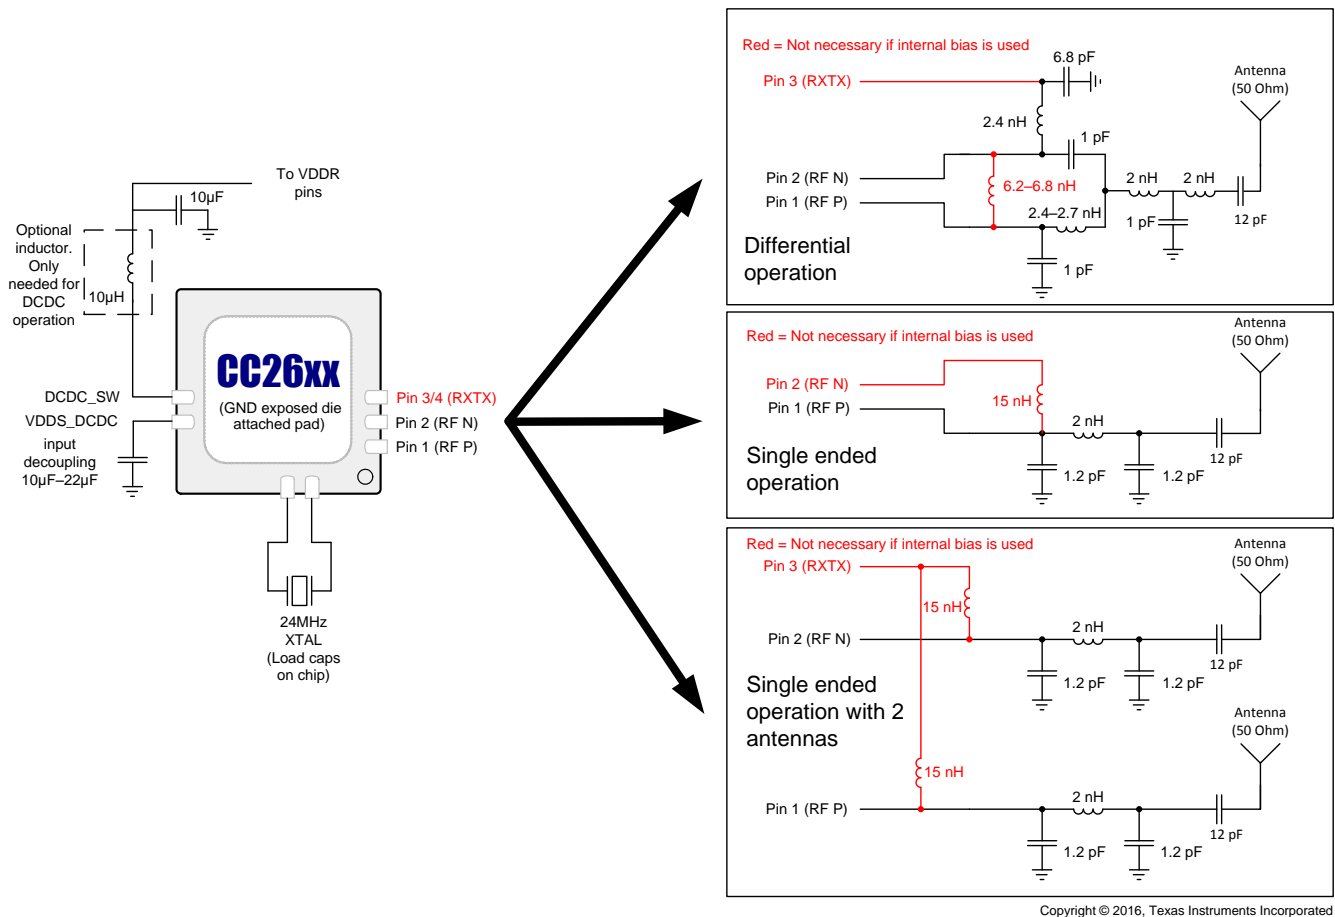 To VDDR
pins
10µF
Optional
inductor.
Only
needed for
DCDC
operation
10µH
DCDC_SW
VDDS_DCDC
input
decoupling
10µF–22µF
CC26xx
(GND exposed die
attached pad)
Pin 3/4 (RXTX)
Pin 2 (RF N)
Pin 1 (RF P)
24MHz
XTAL
(Load caps
on chip)
Red = Not necessary if internal bias is used
Pin 3 (RXTX)
6.8 pF
Antenna
(50 Ohm)
2.4 nH
1 pF
Pin 2 (RF N)
Pin 1 (RF P)
6.2–6.8 nH
2.4–2.7 nH
2 nH
2 nH
1 pF
12 pF
1 pF
Differential
operation
Red = Not necessary if internal bias is used
Antenna
(50 Ohm)
Pin 2 (RF N)
Pin 1 (RF P)
15 nH
2 nH
12 pF
1.2 pF
1.2 pF
Single ended
operation
Red = Not necessary if internal bias is used
Pin 3 (RXTX)
Antenna
(50 Ohm)
15 nH
Pin 2 (RF N)
2 nH
12 pF
1.2 pF
1.2 pF
Single ended
operation with 2
antennas
Antenna
(50 Ohm)
15 nH
Pin 1 (RF P)
2 nH
12 pF
1.2 pF
1.2 pF
Copyright © 2016, Texas Instruments Incorporated